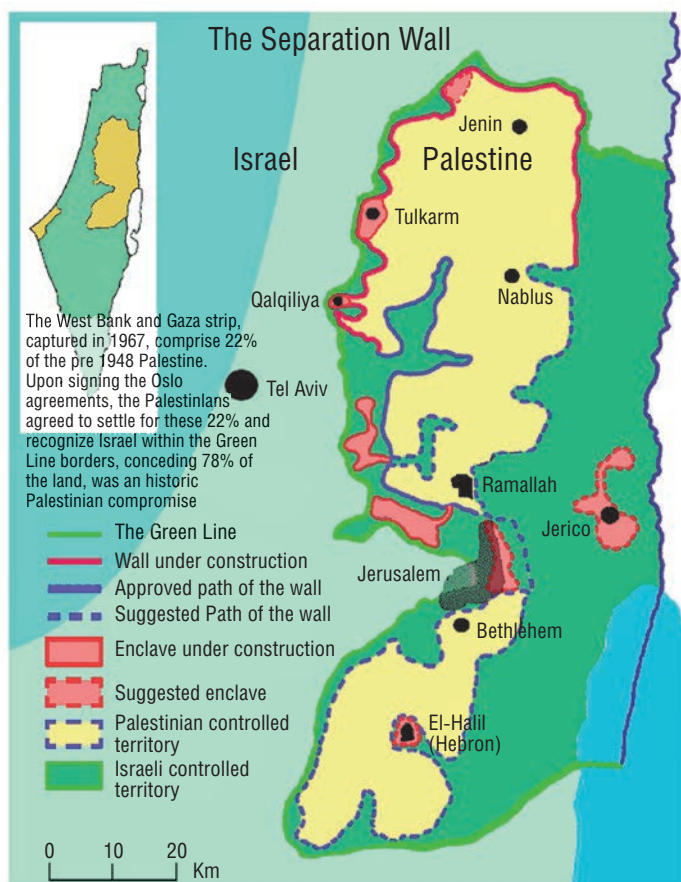 The Separation Wall
Israel
Palestine
Jenin
Tulkarm
Qalqiliya
Nablus
Tel Aviv
The West Bank and Gaza strip,
captured in 1967, comprise 22%
of the pre 1948 Palestine.
Upon signing the Oslo
agreements, the Palestinlans
agreed to settle for these 22% and
recognize Israel within the Green
Line borders, conceding 78% of
the land, was an historic
Palestinian compromise
Ramallah
Jerico
Jerusalem
Bethlehem
El-Halil
(Hebron)
The Green Line
Wall under construction
Approved path of the wall
Suggested Path of the wall
Enclave under construction
Suggested enclave
Palestinian controlled
territory
Israeli controlled
territory
0 10 20
Km